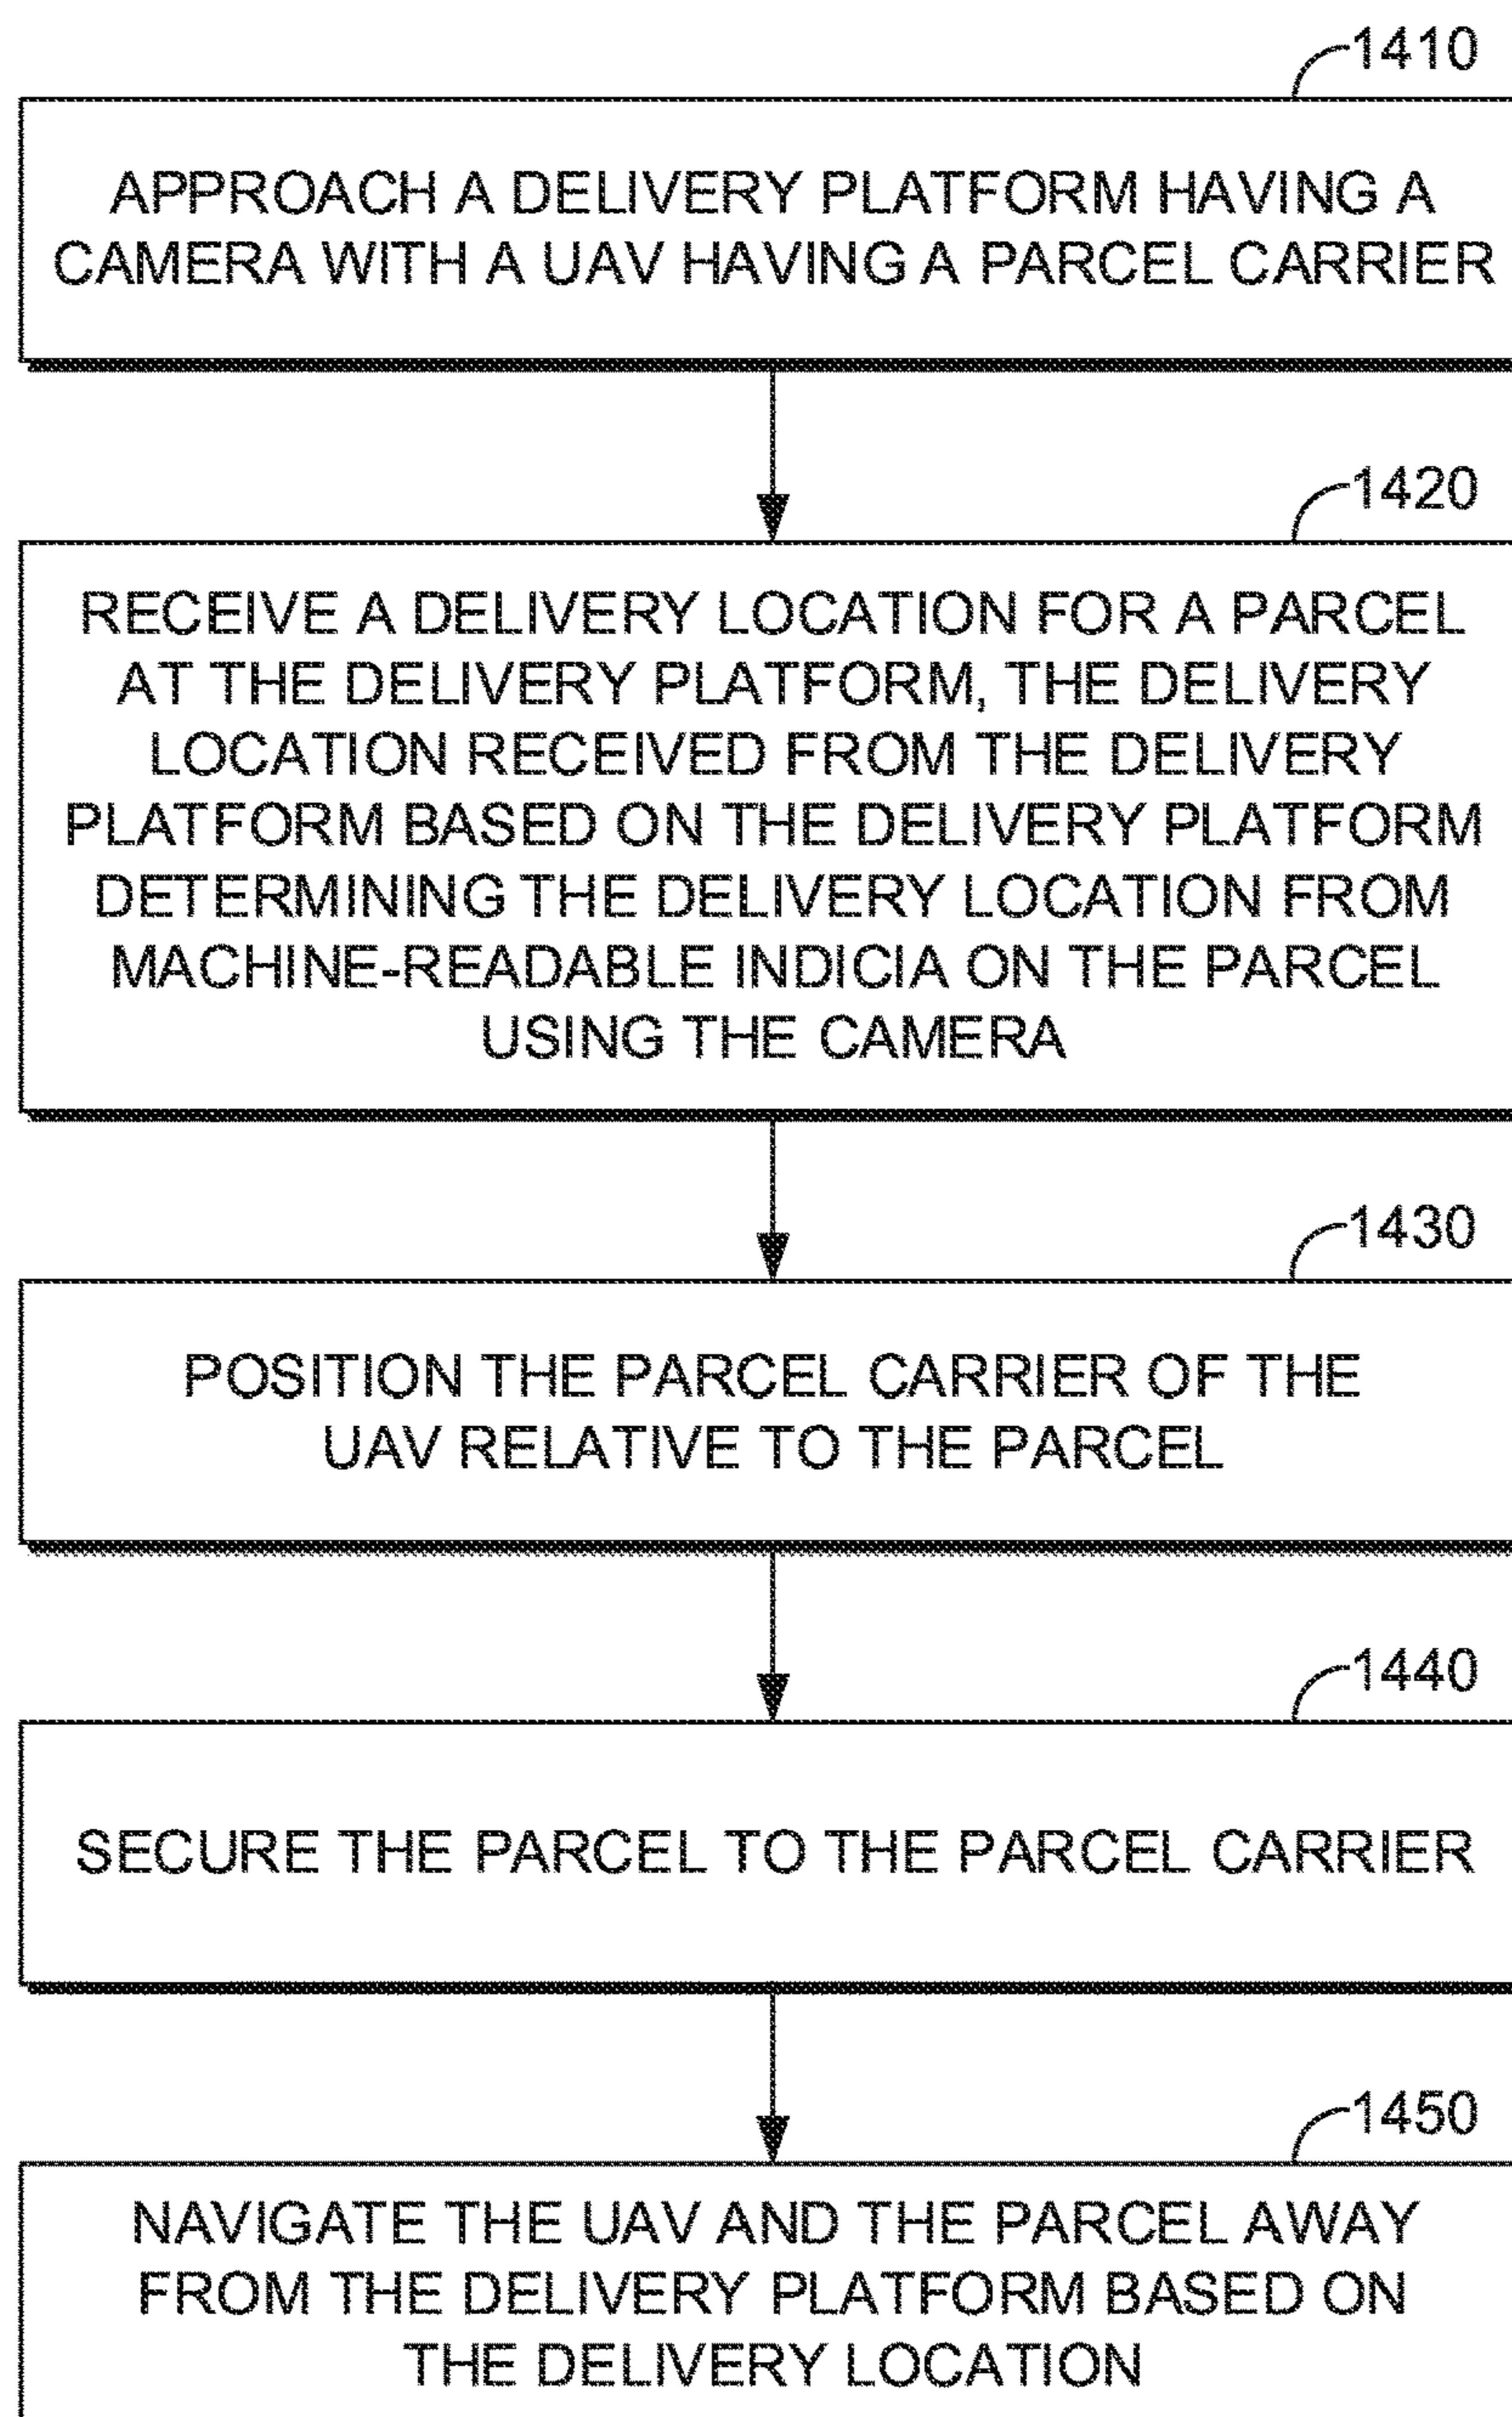 1410
APPROACH A DELIVERY PLATFORM HAVING A
CAMERA WITH A UAV HAVING A PARCEL CARRIER
1420
RECEIVE A DELIVERY LOCATION FOR A PARCEL
AT THE DELIVERY PLATFORM, THE DELIVERY
LOCATION RECEIVED FROM THE DELIVERY
PLATFORM BASED ON THE DELIVERY PLATFORM
DETERMINING THE DELIVERY LOCATION FROM
MACHINE-READABLE INDICIA ON THE PARCEL
USING THE CAMERA
1430
POSITION THE PARCEL CARRIER OF THE
UAV RELATIVE TO THE PARCEL
1440
SECURE THE PARCEL TO THE PARCEL CARRIER
1450
NAVIGATE THE UAV AND THE PARCEL AWAY
FROM THE DELIVERY PLATFORM BASED ON
THE DELIVERY LOCATION